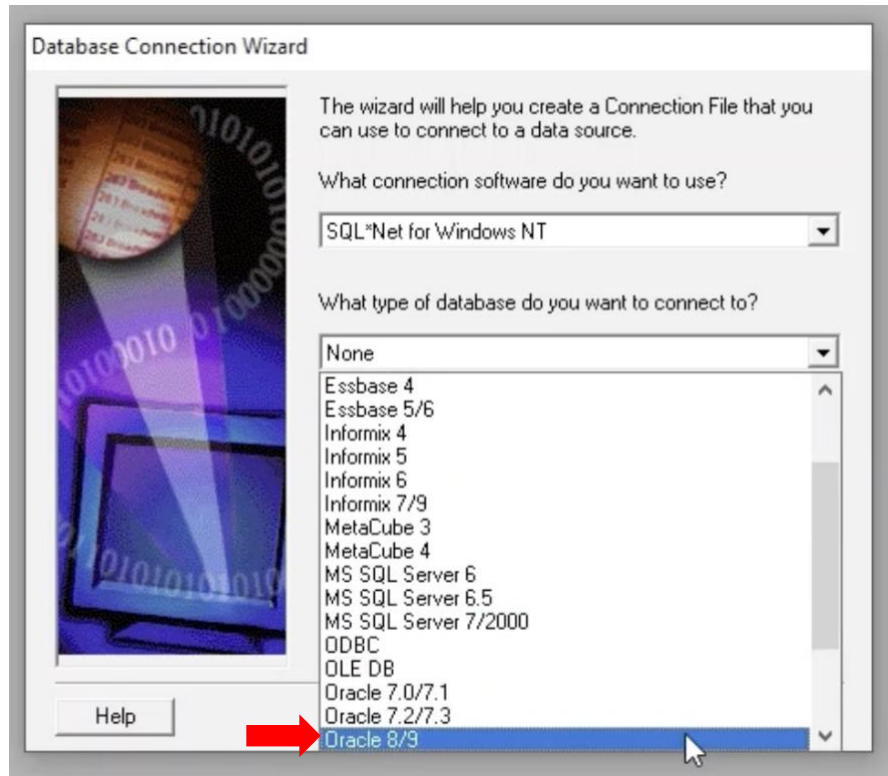 Database Connection Wizard
The wizard will help you create a Connection File that you
can use to connect to a data source.
What connection software do you want to use?
SQL*Net for Windows NT
What type of database do you want to connect to?
None
Essbase 4
Essbase 5/6
Informix 4
Informix 5
Informix 6
Informix 7/9
MetaCube 3
MetaCube 4
MS SQL Server 6
MS SQL Server 6.5
MS SQL Server 7/2000
ODBC
OLE DB
Oracle 7.0/7.1
Oracle 7.2/7.3
Oracle 8/9
Help